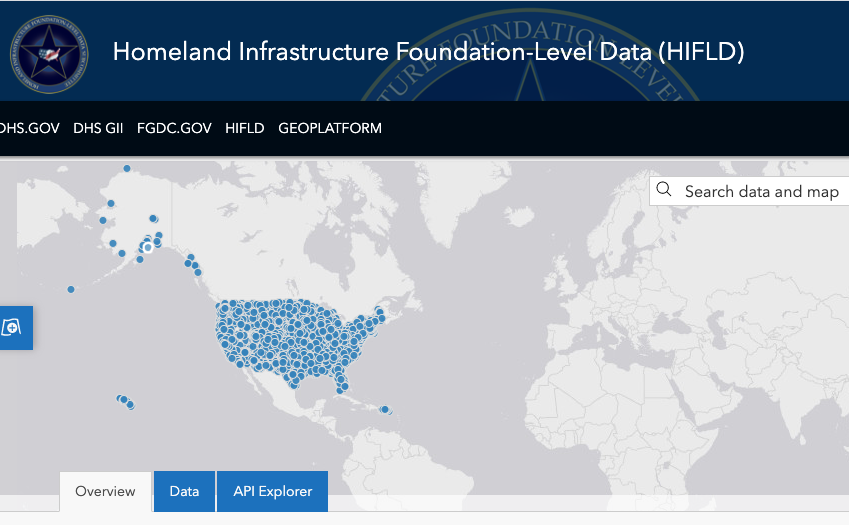 Homeland Infrastructure Foundation-Level Data (HIFLD)
DHS.GOV DHS GII FGDC.GOV HIFLD GEOPLATFORM
Search data and map
Overview Data API Explorer